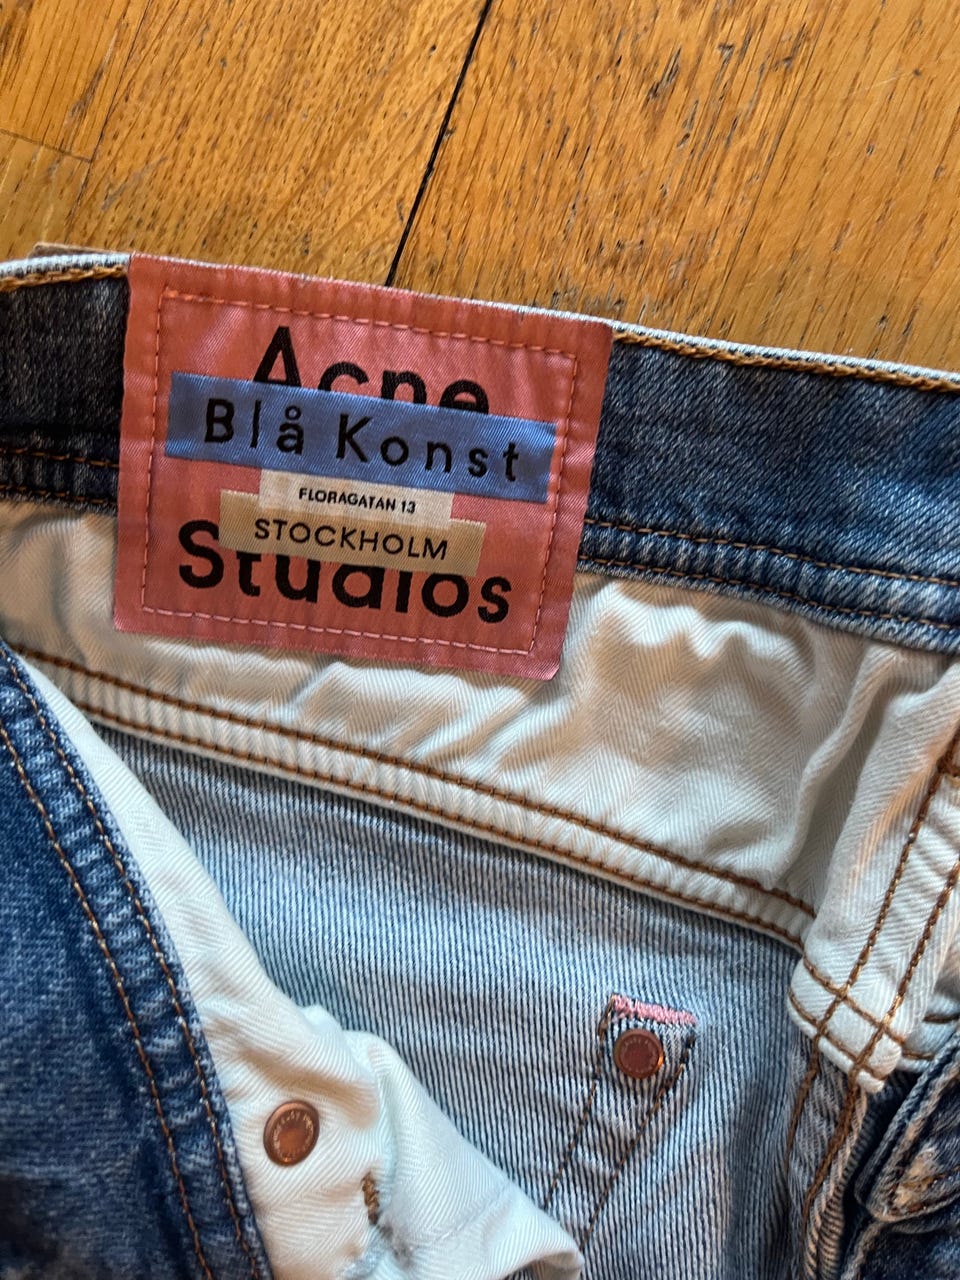 Acne
Blå Konst
FLORAGATAN 13
STOCKHOLM
Studios